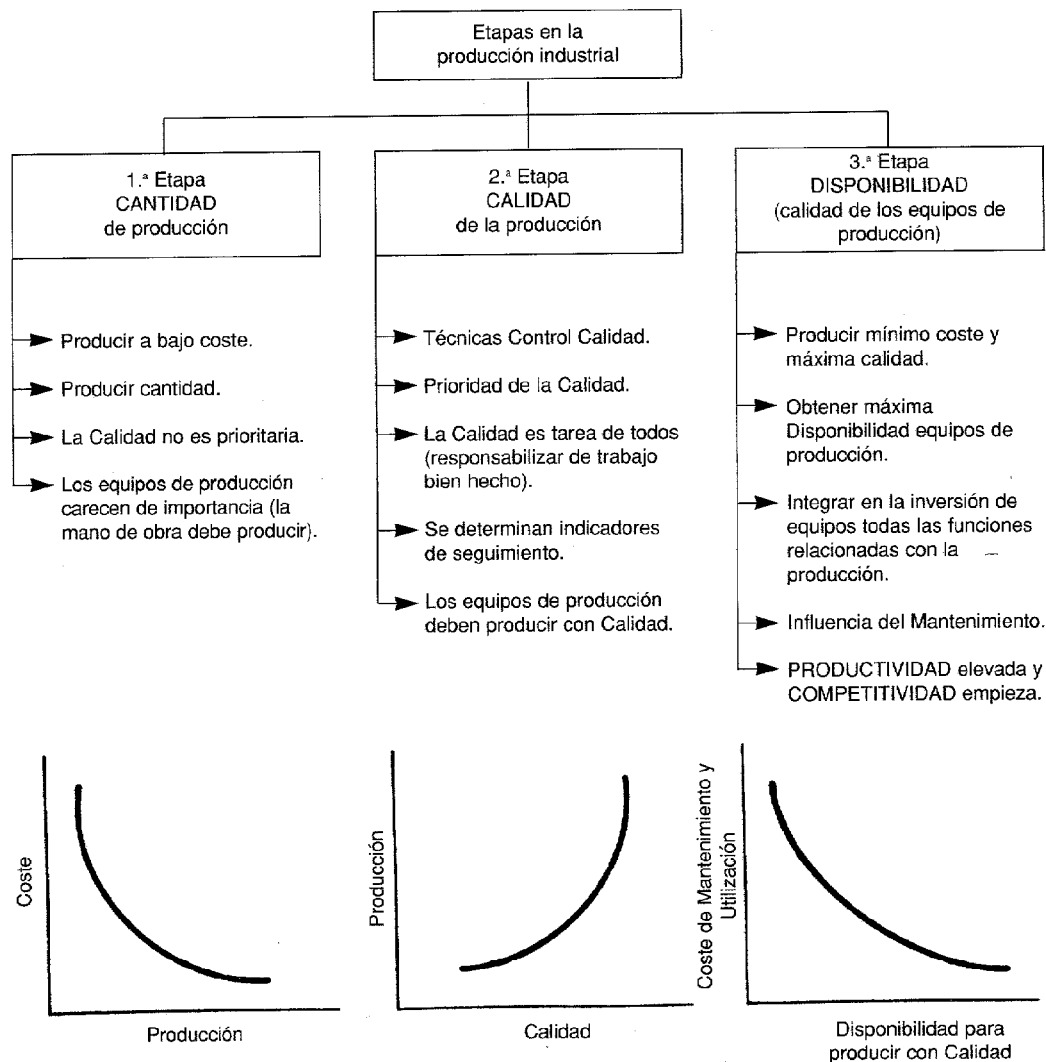 Etapas en la
producción industrial
1.ª Etapa
CANTIDAD
de producción
Producir a bajo coste.
Producir cantidad.
La Calidad no es prioritaria.
Los equipos de producción
carecen de importancia (la
mano de obra debe producir).
2.ª Etapa
CALIDAD
de la producción
Técnicas Control Calidad.
Prioridad de la Calidad.
La Calidad es tarea de todos
(responsabilizar de trabajo
bien hecho).
Se determinan indicadores
de seguimiento.
Los equipos de producción
deben producir con Calidad.
3.ª Etapa
DISPONIBILIDAD
(calidad de los equipos de
producción)
Producir mínimo coste y
máxima calidad.
Obtener máxima
Disponibilidad equipos de
producción.
Integrar en la inversión de
equipos todas las funciones
relacionadas con la
producción.
Influencia del Mantenimiento.
PRODUCTIVIDAD elevada y
COMPETITIVIDAD empieza.
Coste
Producción
Producción
Calidad
Coste de Mantenimiento y
Utilización
Disponibilidad para
producir con Calidad